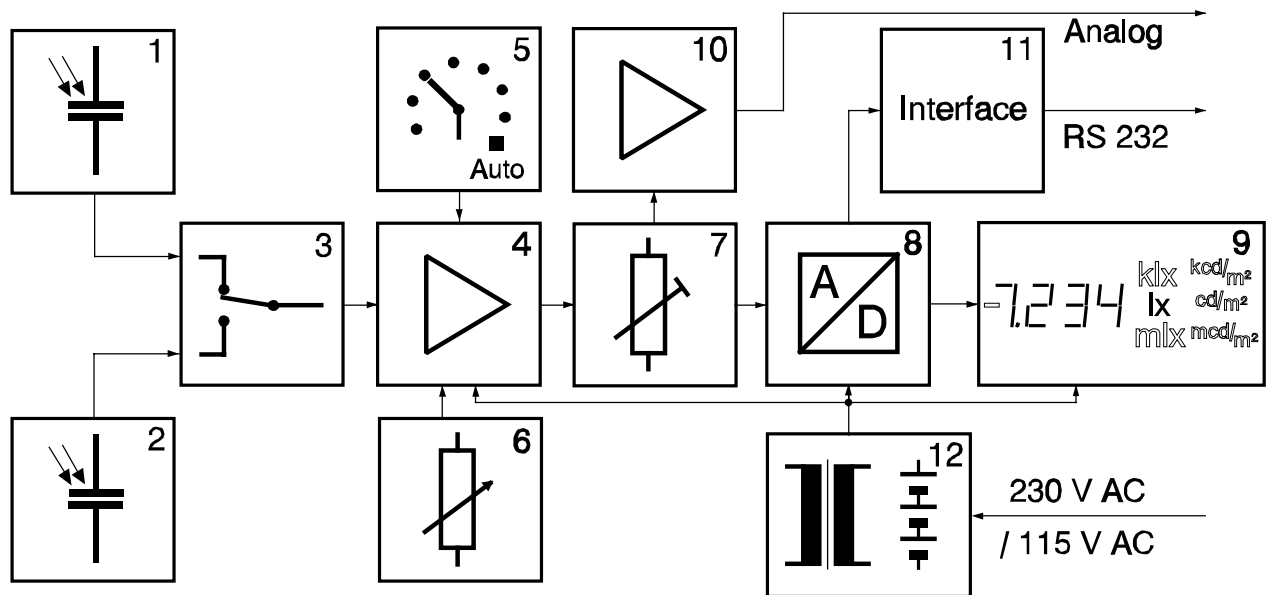 1
5
Auto
10
Analog
11
Interface
RS 232
3
4
7
8
A
D
9
-7.234
klx kcd/m²
lx cd/m²
mlx mcd/m²
2
6
12
230 V AC
/ 115 V AC